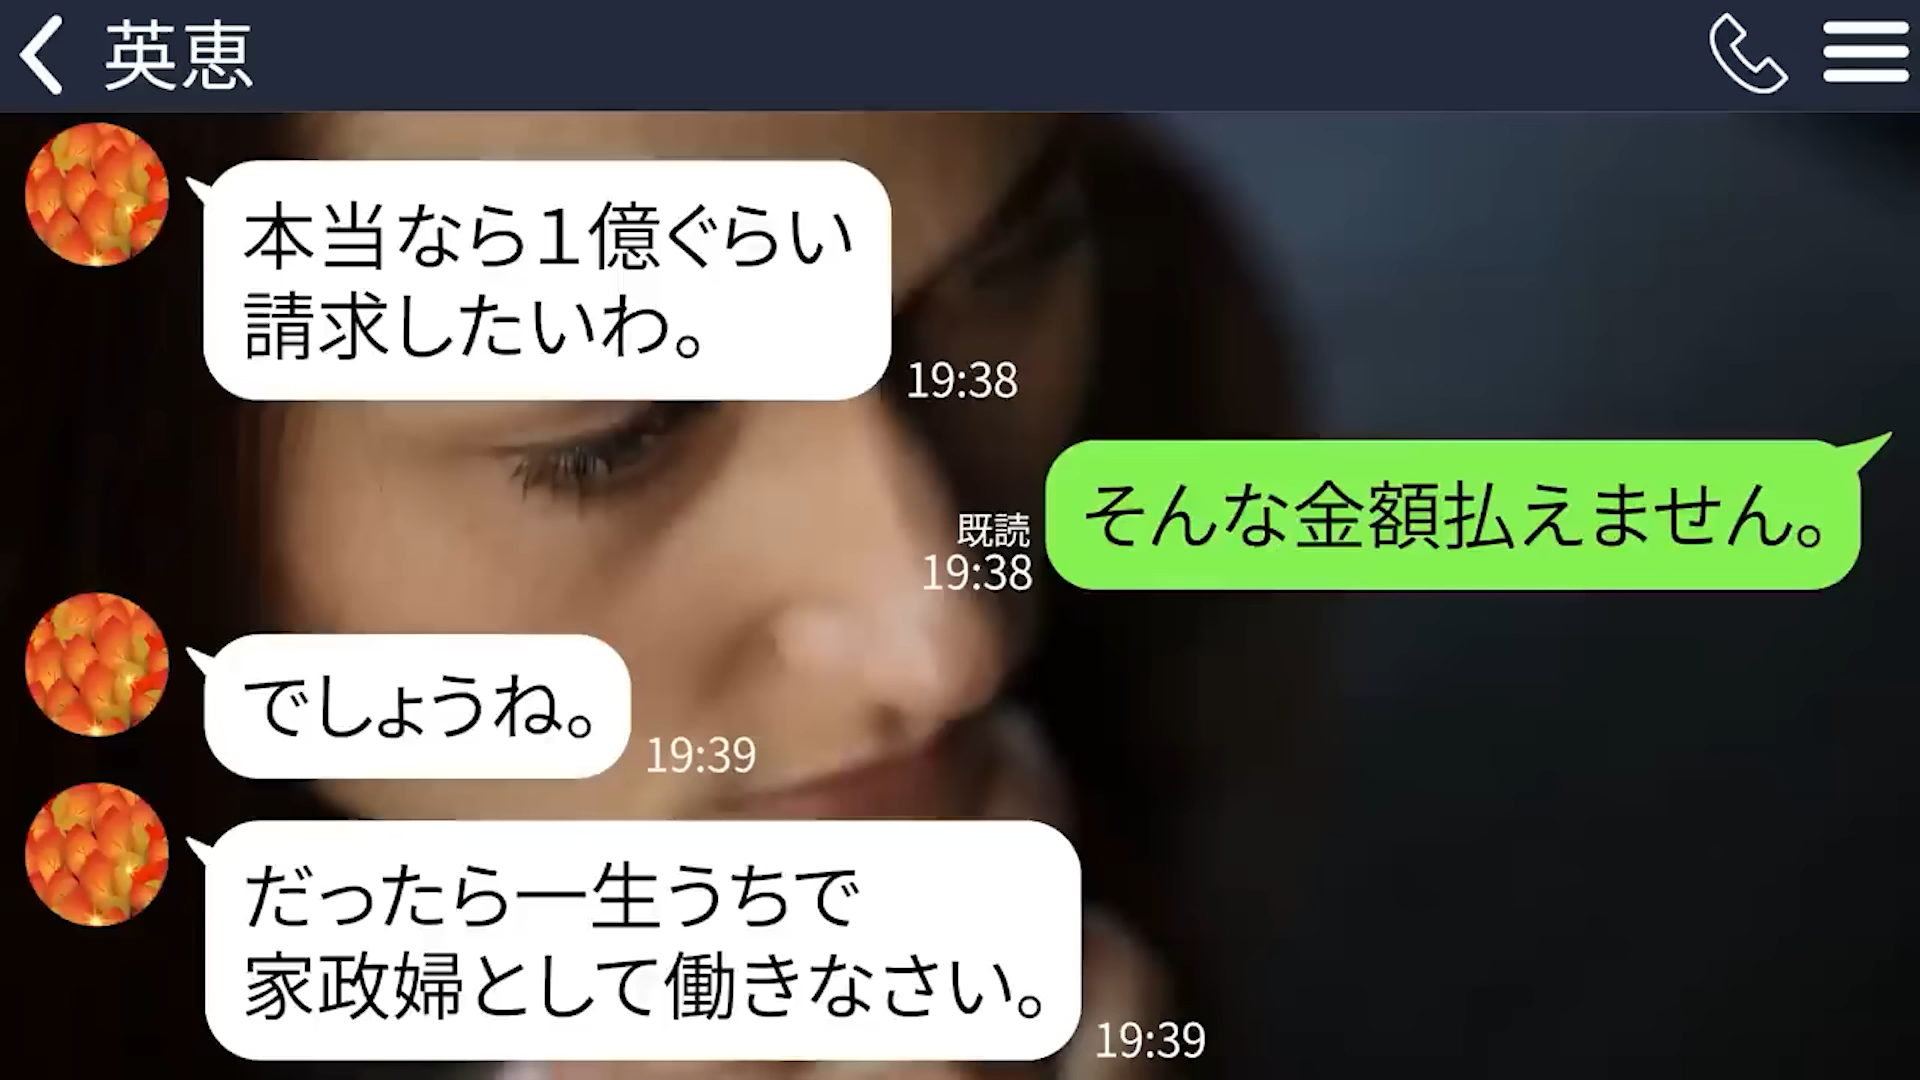 英恵
本当なら１億ぐらい
請求したいわ。
19:38
そんな金額払えません。
既読
19:38
でしょうね。
19:39
だったら一生うちで
家政婦として働きなさい。
19:39